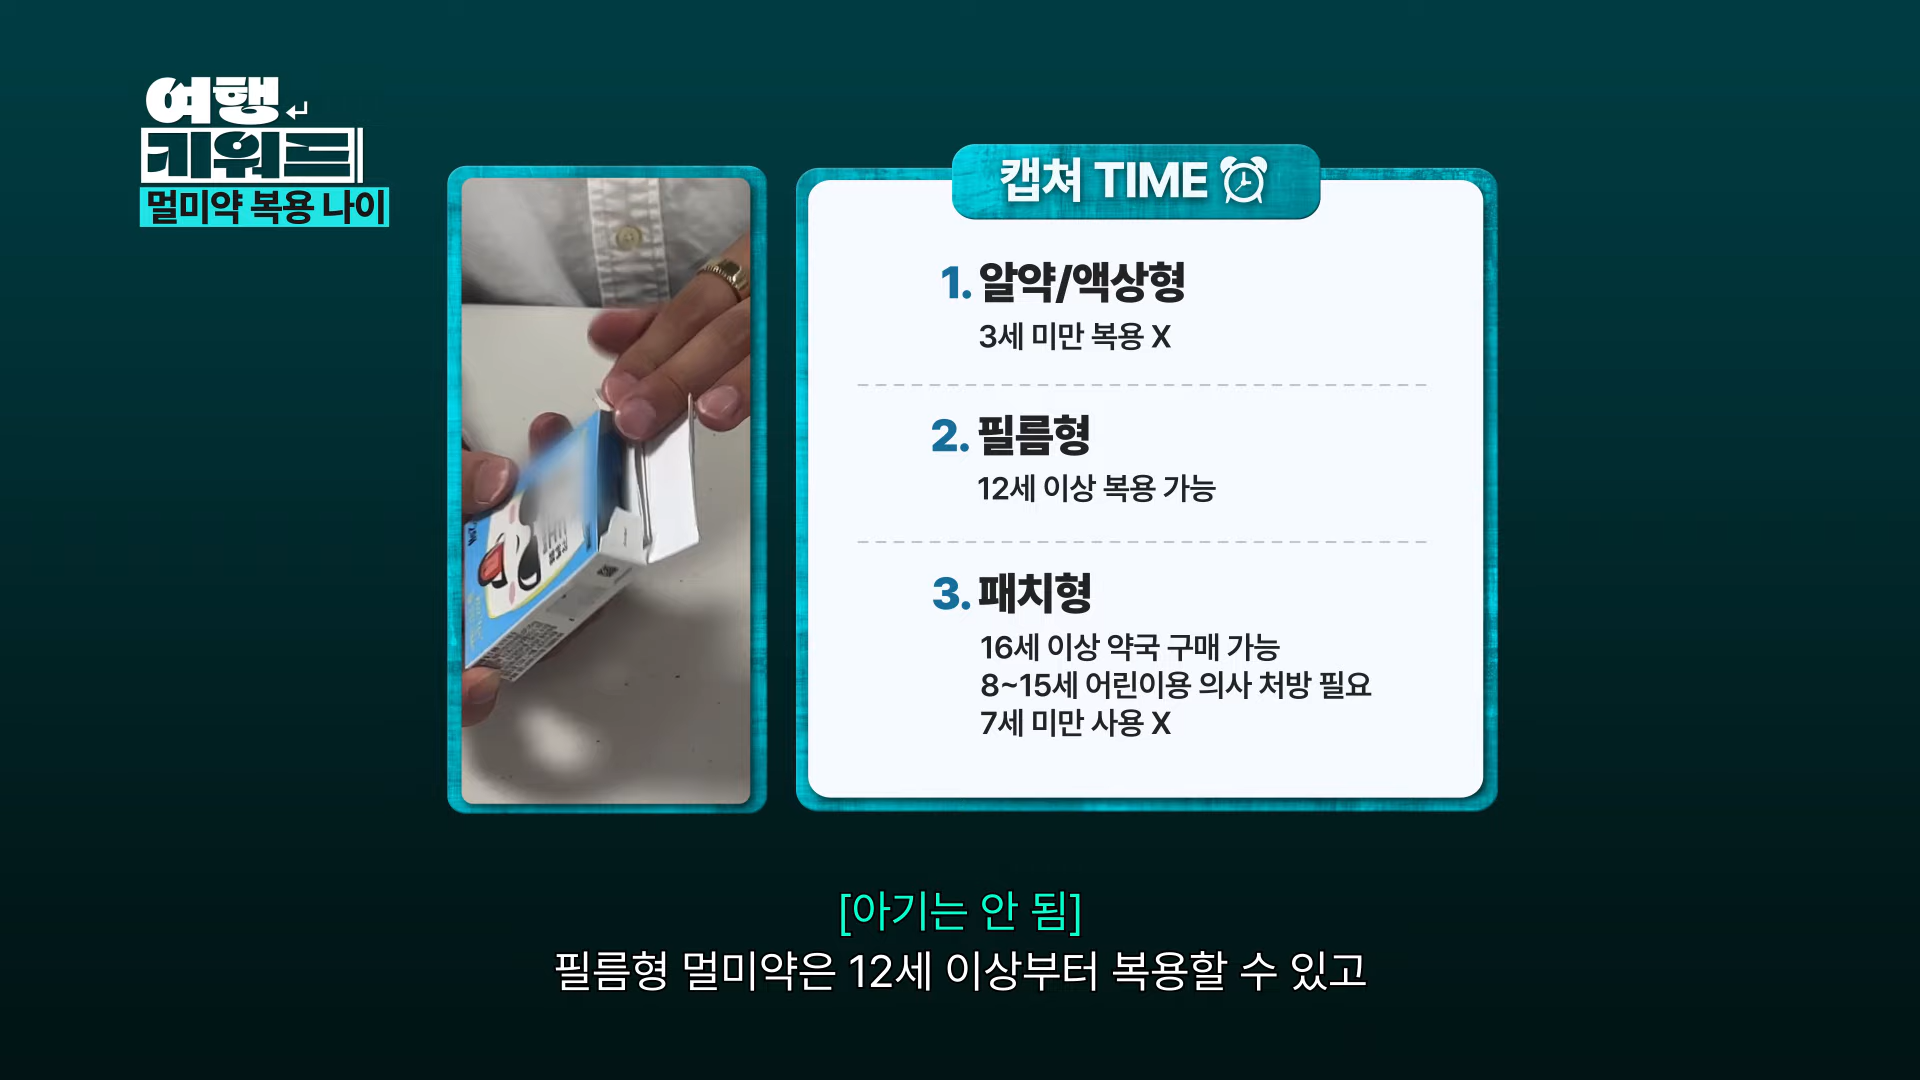 여행
키워드
멀미약 복용 나이
캡쳐 TIME
1. 알약/액상형
3세 미만 복용 X
2. 필름형
12세 이상 복용 가능
3. 패치형
16세 이상 약국 구매 가능
8~15세 어린이용 의사 처방 필요
7세 미만 사용 X
[아기는 안 됨]
필름형 멀미약은 12세 이상부터 복용할 수 있고